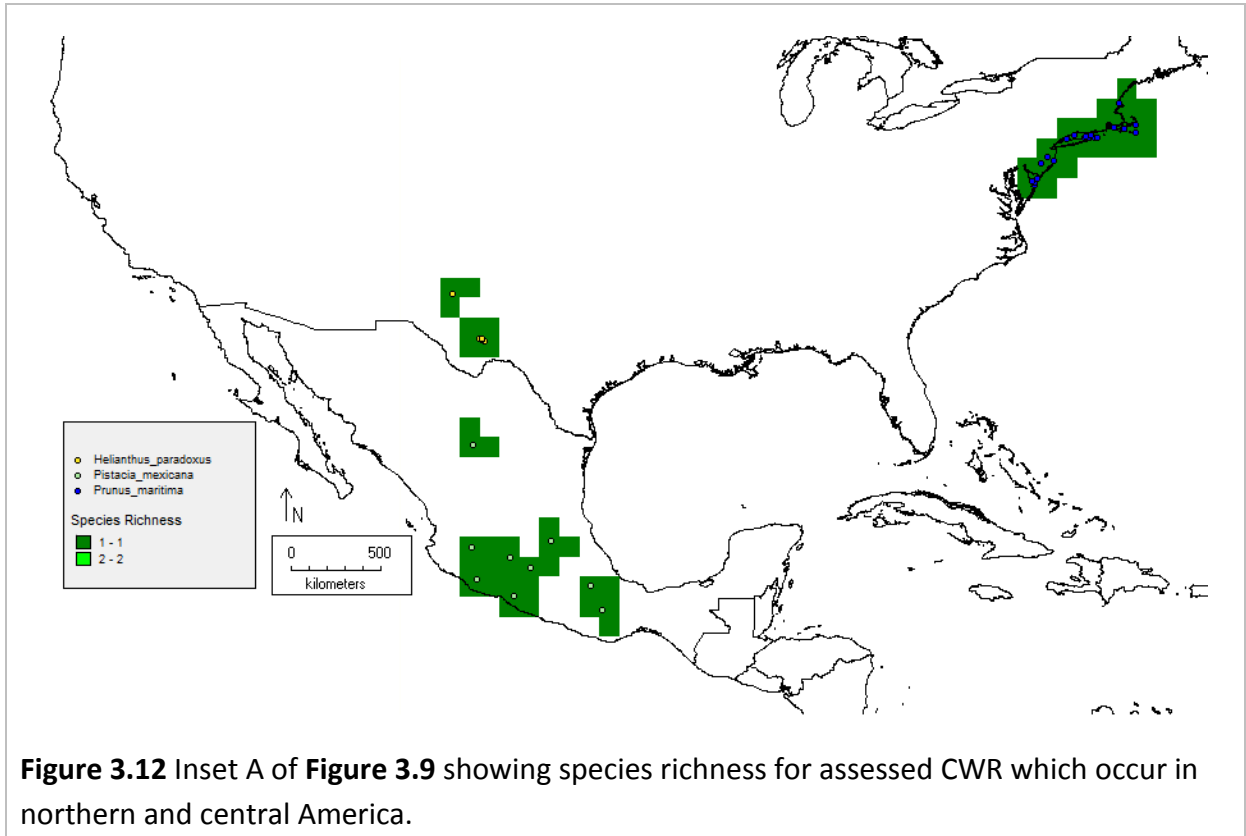 Helianthus_paradoxus
Pistacia_mexicana
Prunus_maritima
Species Richness
1 - 1
2 - 2
N
0 500
kilometers
Figure 3.12 Inset A of Figure 3.9 showing species richness for assessed CWR which occur in
northern and central America.